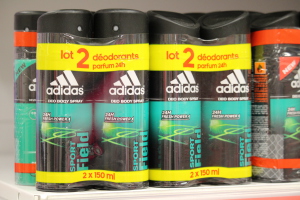 lot 2 déodorants
parfum 24h
adidas
DEO BODY SPRAY
24H
FRESH POWER
SPORT
Field
2 x 150 ml
lot 2 déodorants
parfum 24h
adidas
DEO BODY SPRAY
24H
FRESH POWER
SPORT
Field
2 x 150 ml